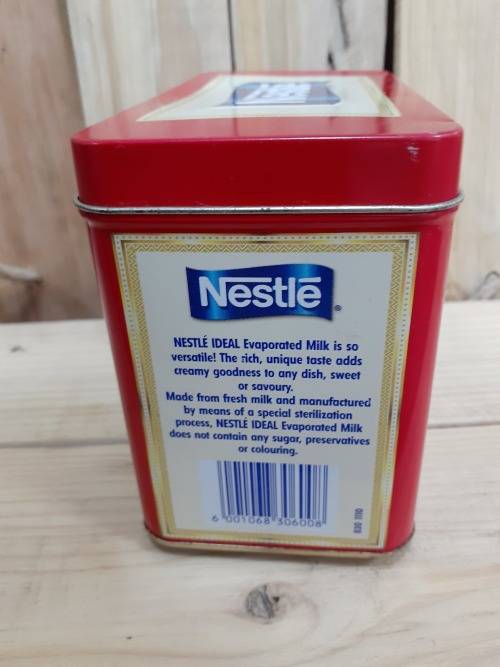 Nestlē®
NESTLÉ IDEAL Evaporated Milk is so
versatile! The rich, unique taste adds
creamy goodness to any dish, sweet
or savoury.
Made from fresh milk and manufactured
by means of a special sterilization
process, NESTLÉ IDEAL Evaporated Milk
does not contain any sugar, preservatives
or colouring.
6 001068 306008